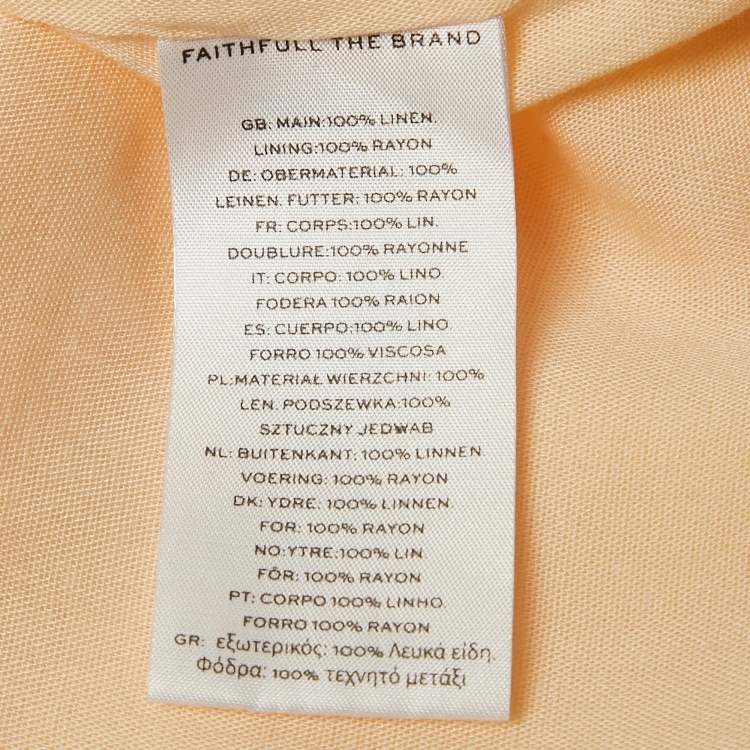 FAITHFULL THE BRAND
GB: MAIN:100% LINEN.
LINING:100% RAYON
DE: OBERMATERIAL: 100%
LEINEN. FUTTER: 100% RAYON
FR: CORPS:100% LIN.
DOUBLURE:100% RAYONNE
IT: CORPO: 100% LINO
FODERA 100% RAION
ES: CUERPO:100% LINO.
FORRO 100% VISCOSA
PL:MATERIAŁ WIERZCHNI: 100%
LEN. PODSZEWKA:100%
SZTUCZNY JEDWAB
NL: BUITENKANT: 100% LINNEN
VOERING: 100% RAYON
DK: YDRE: 100% LINNEN.
FOR: 100% RAYON
NO:YTRE:100% LIN
FÔR: 100% RAYON
PT: CORPO 100% LINHO.
FORRO 100% RAYON
GR: εξωτερικός: 100% Λευκά είδη.
Φόδρα: 100% τεχνητό μετάξι